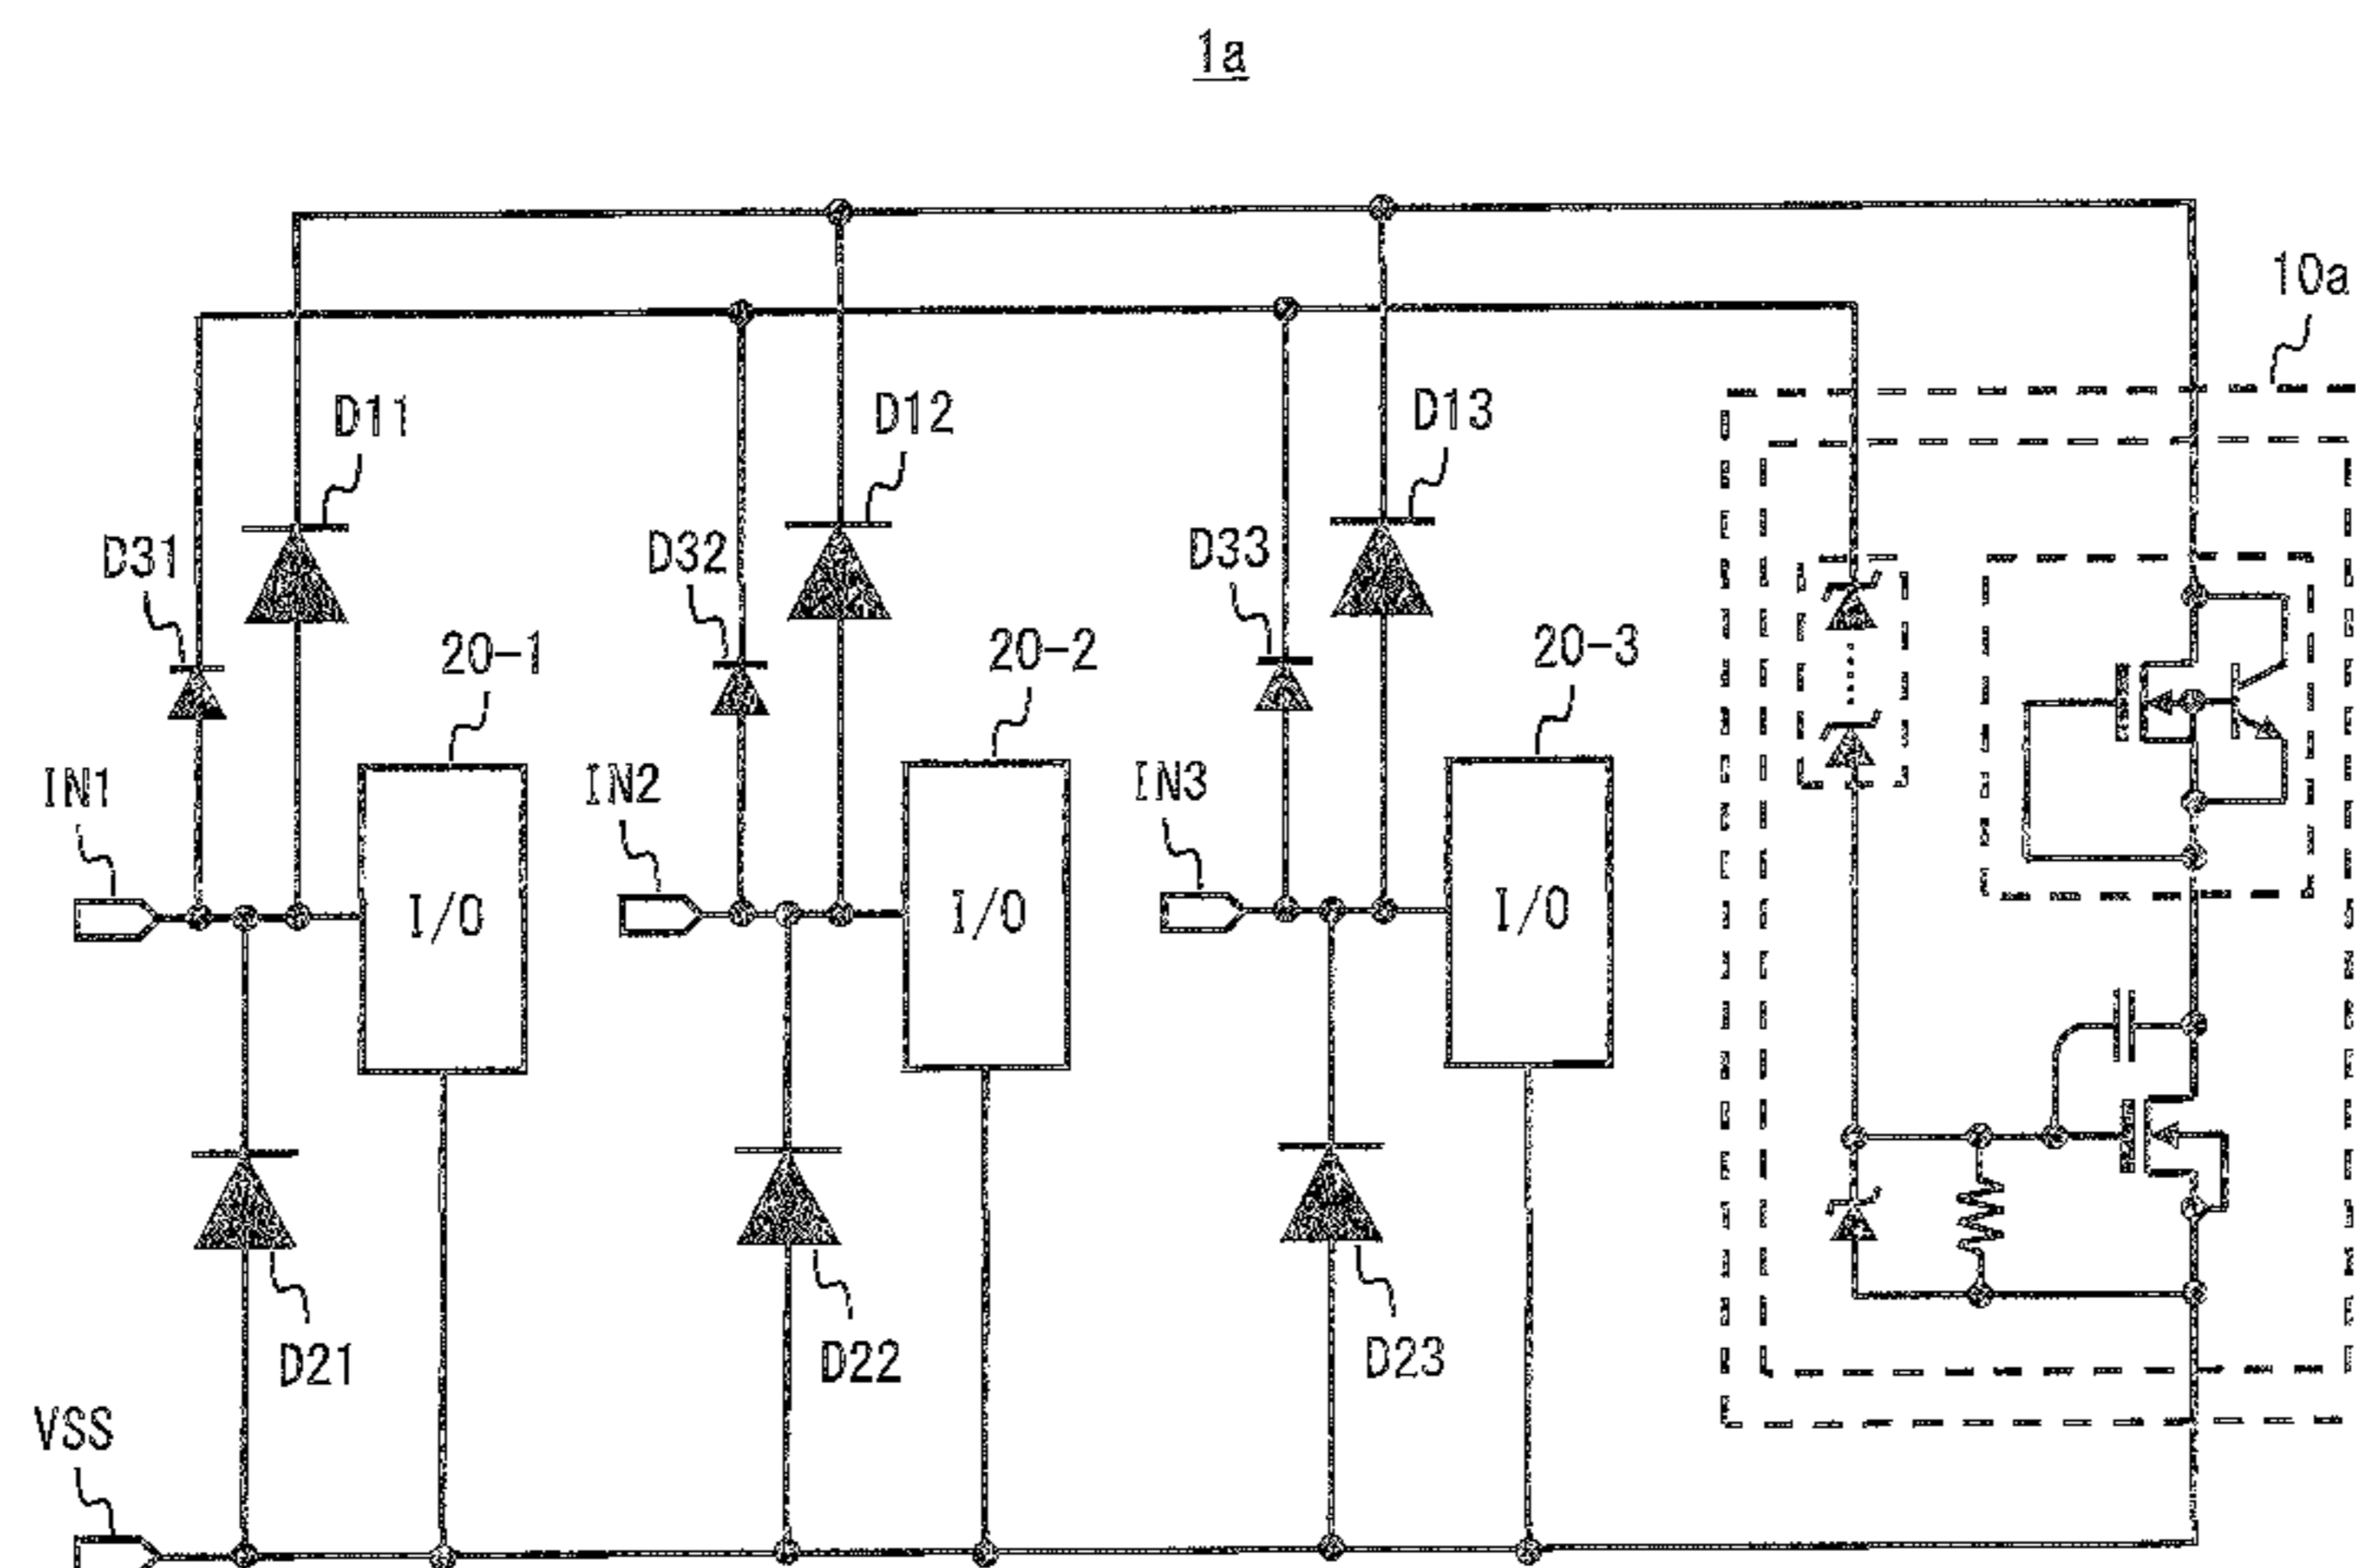 1a
10a
D11
D12
D13
D31
D32
D33
20-1
20-2
20-3
IN1
IN2
IN3
I/O
I/O
I/O
D21
D22
D23
VSS